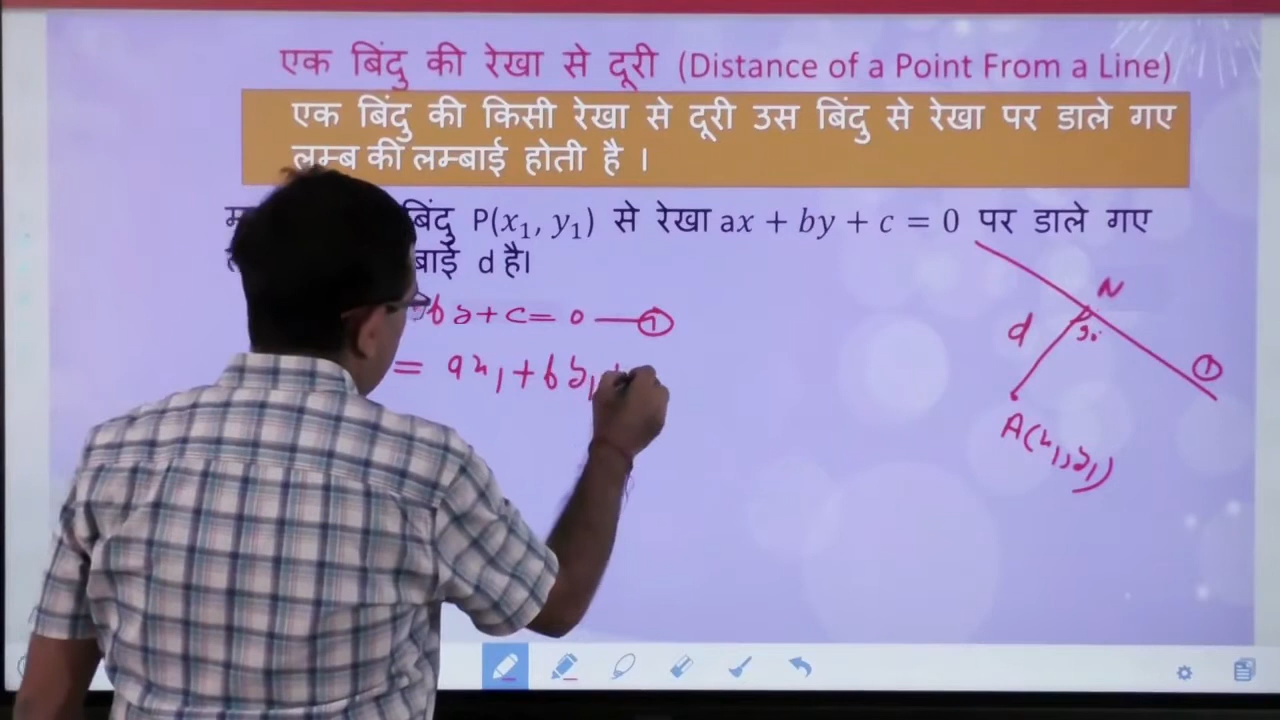 एक बिंदु की रेखा से दूरी (Distance of a Point From a Line)
एक बिंदु की किसी रेखा से दूरी उस बिंदु से रेखा पर डाले गए
लम्ब की लम्बाई होती है ।
बिंदु P(x₁, y₁) से रेखा ax + by + c = 0 पर डाले गए
d है।
by+c=0 —①
= ax₁+by₁+
N
d
90°
①
A(x₁,y₁)